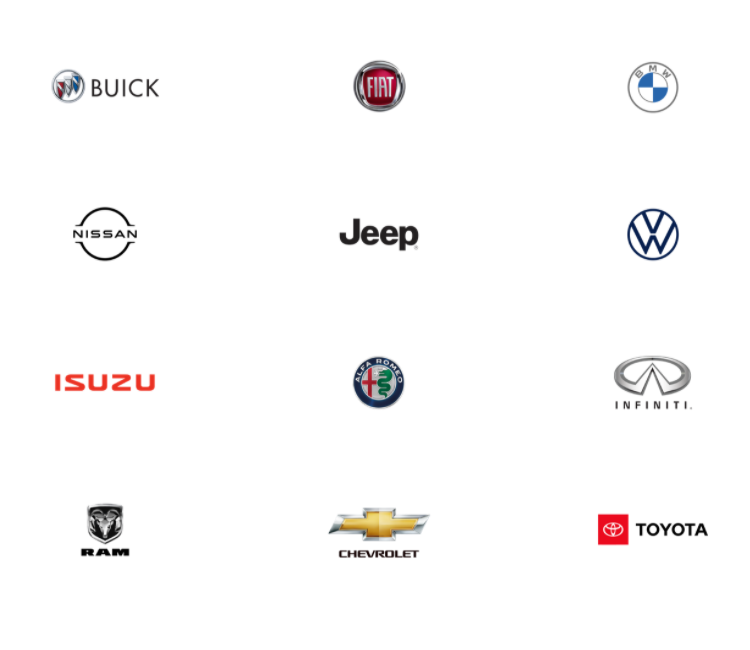 BUICK
FIAT
BMW
NISSAN
Jeep
ISUZU
ALFA ROMEO
INFINITI
RAM
CHEVROLET
TOYOTA